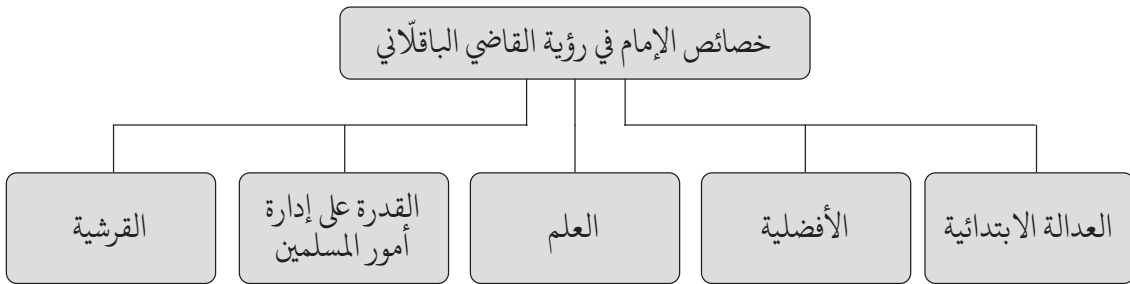 خصائص الإمام في رؤية القاضي الباقلّاني
العدالة الابتدائية
الأفضلية
العلم
القدرة على إدارة
أمور المسلمين
القرشية